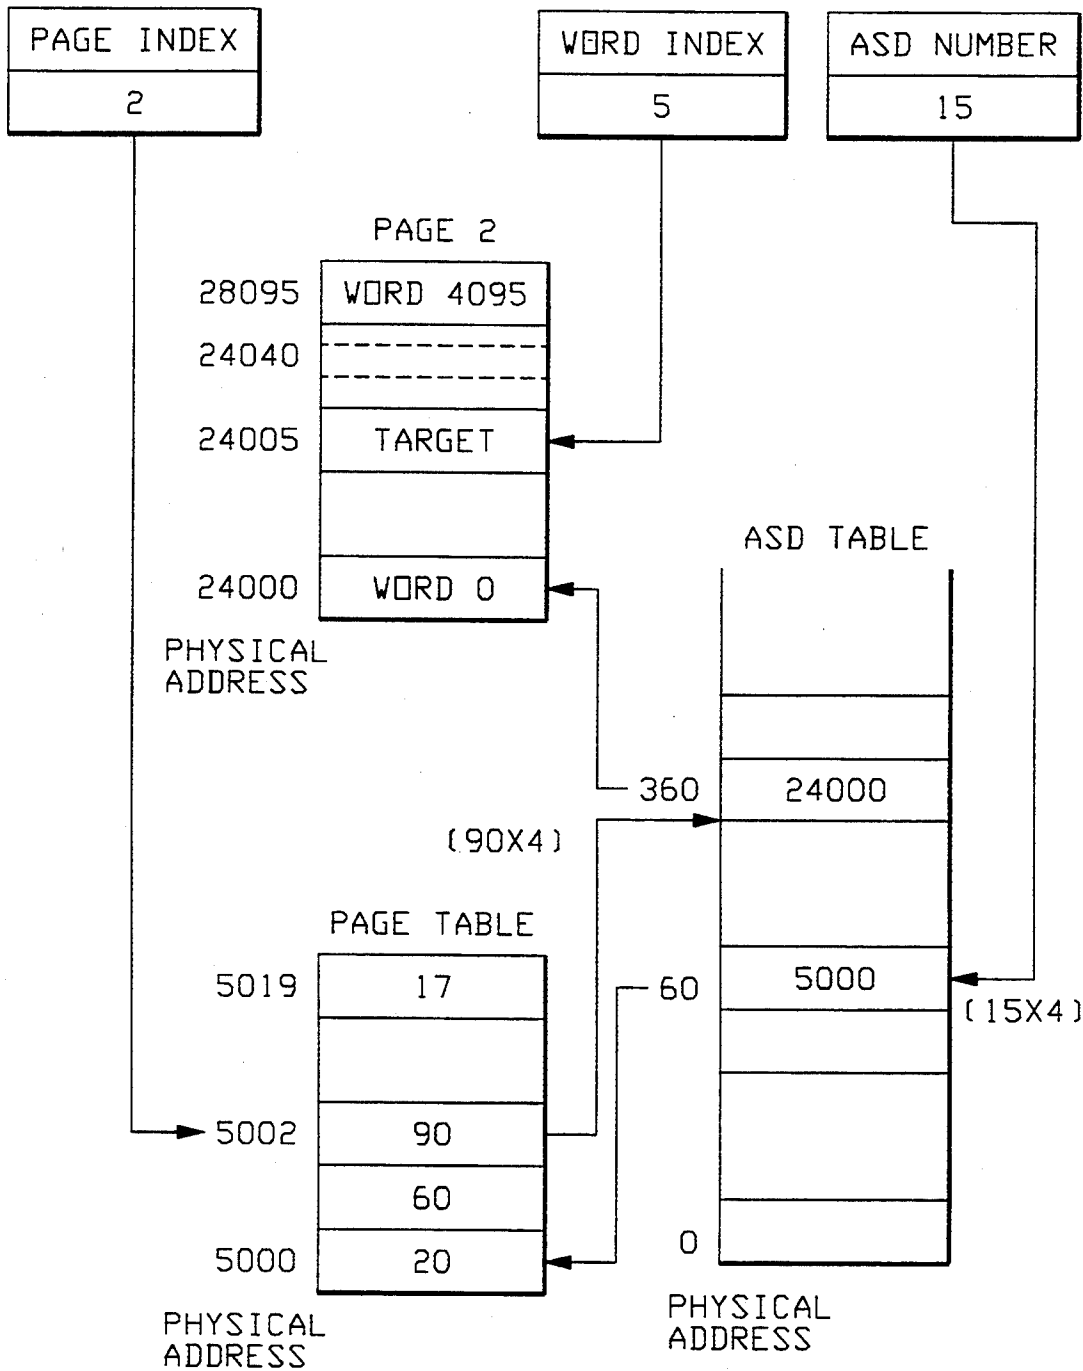 PAGE INDEX
2
WORD INDEX
5
ASD NUMBER
15
PAGE 2
28095 WORD 4095
24040
24005 TARGET
24000 WORD 0
PHYSICAL
ADDRESS
ASD TABLE
360 24000
(90X4)
60 5000
(15X4)
0
PHYSICAL
ADDRESS
PAGE TABLE
5019 17
5002 90
60
5000 20
PHYSICAL
ADDRESS